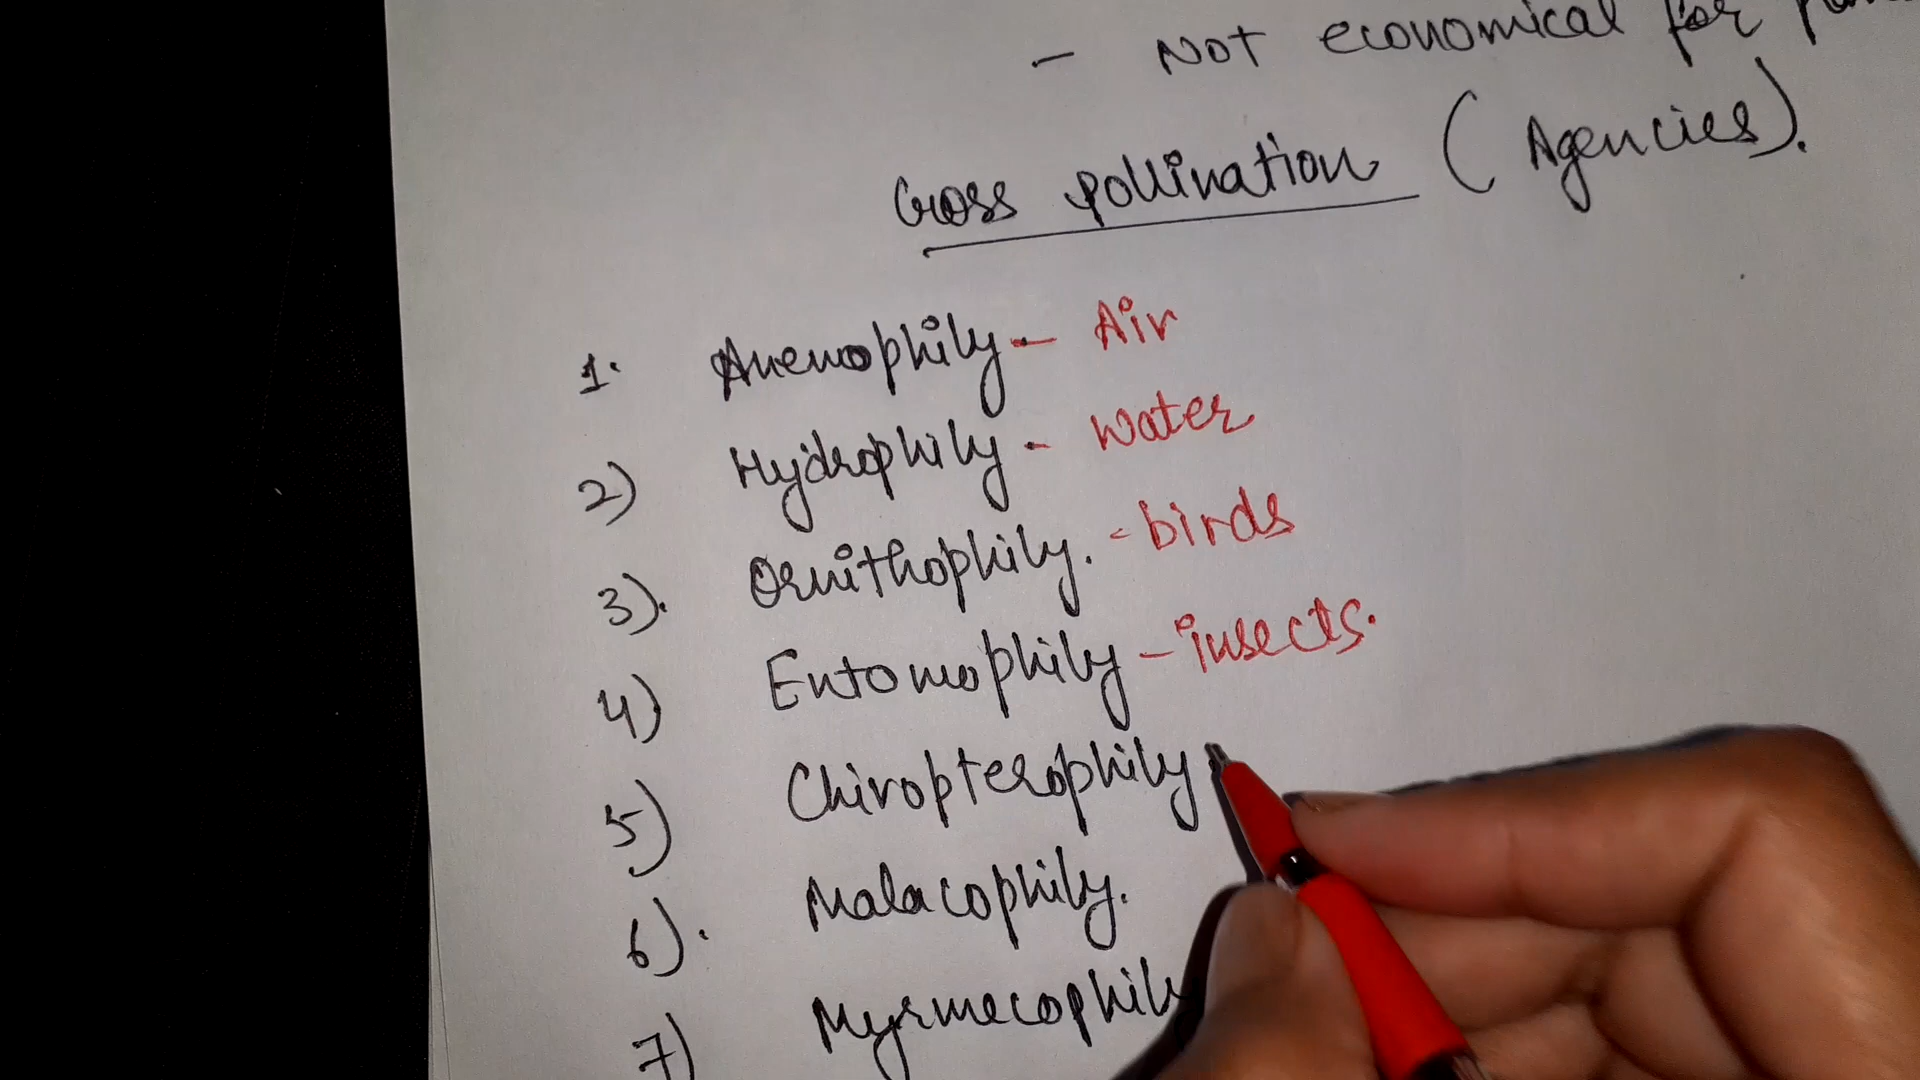 - Not economical for
Cross pollination (Agencies).
1. Anemophily - Air
2) Hydrophily - Water
3). Ornithophily. - birds
4) Entomophily - insects.
5) Chiropterophily
6). Malacophily.
7) Myrmecophily